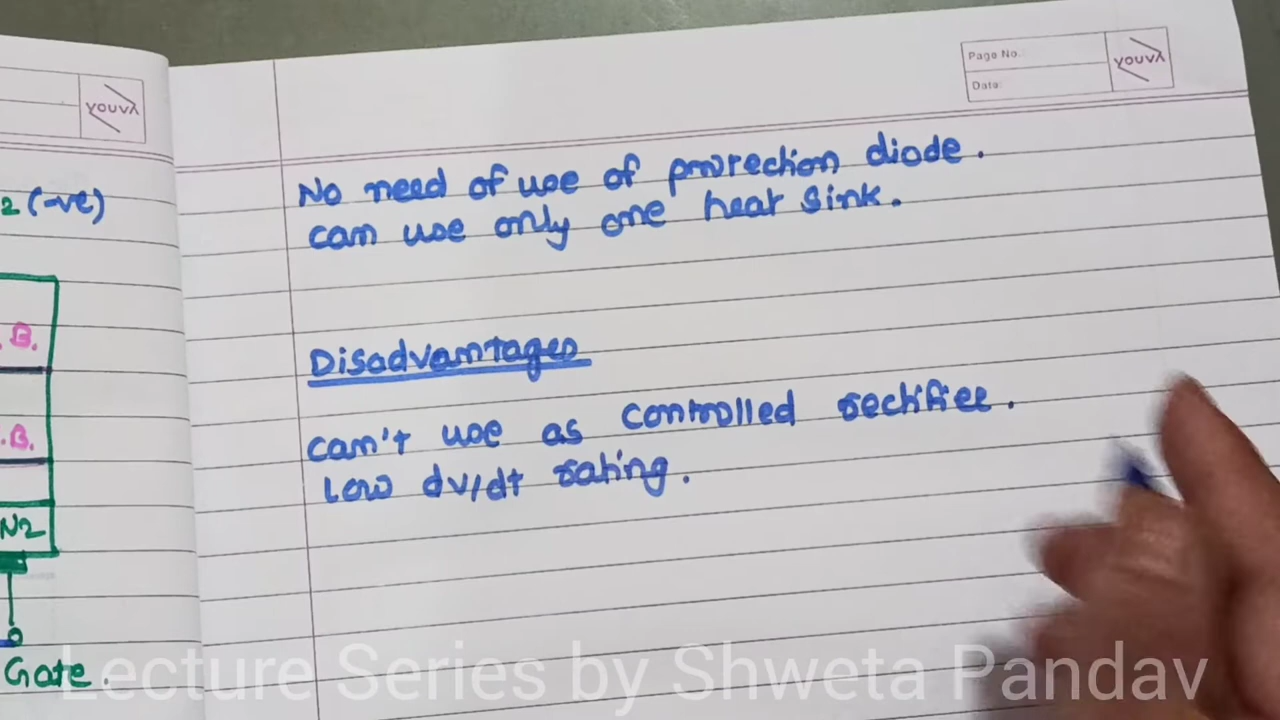 YOUVA
2 (-ve)
. B.
.B.
N2
Gate.
Page No.
Date:
YOUVA
No need of use of protection diode.
can use only one heat sink.
Disadvantages
can't use as controlled rectifier.
Low dv/dt rating.
Lecture Series by Shweta Pandav